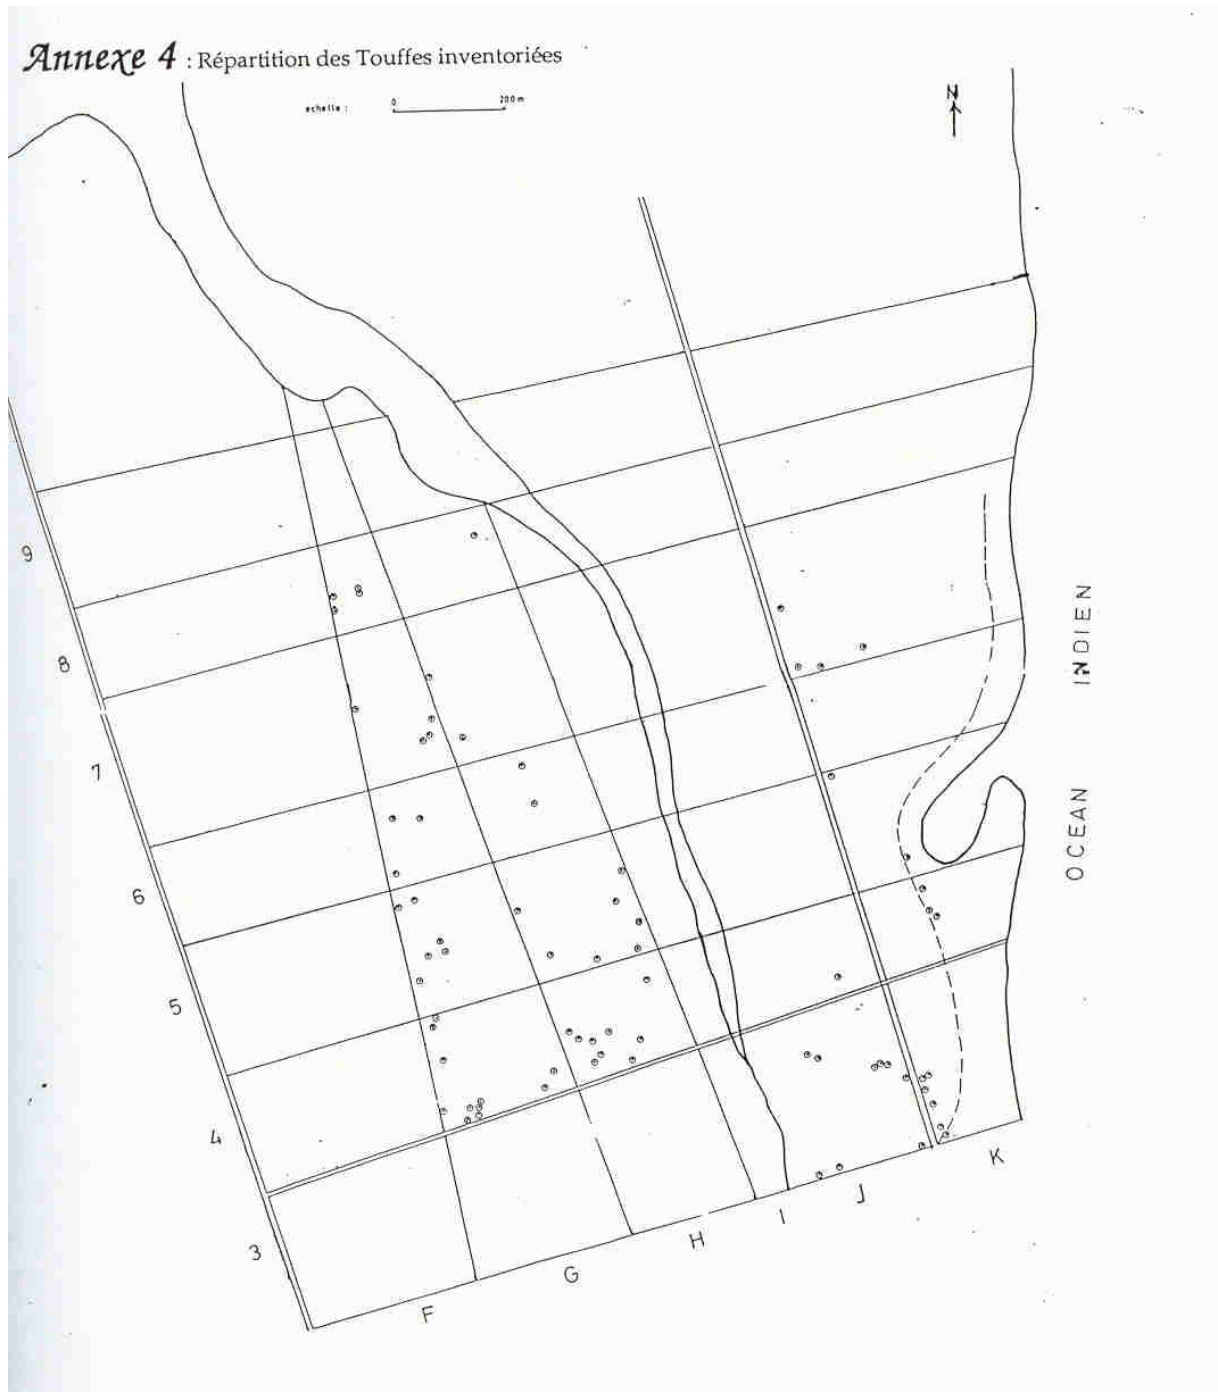 Annexe 4 : Répartition des Touffes inventoriées
echelle : 0 200 m
N
9
8
7
6
5
4
3
F
G
H
I
J
K
OCEAN INDIEN